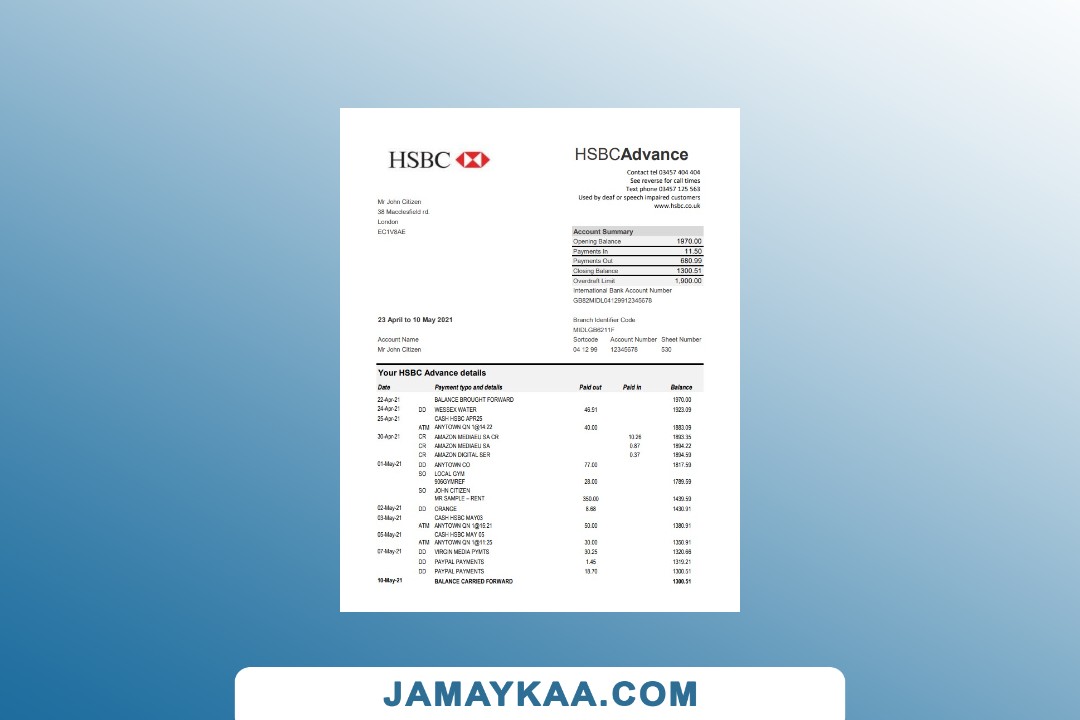 HSBC
HSBCAdvance
Contact tel 03457 404 404
See reverse for call times
Text phone 03457 125 563
Used by deaf or speech impaired customers
www.hsbc.co.uk
Mr John Citizen
38 Macclesfield rd.
London
EC1V8AE
Account Summary
Opening Balance 1970.00
Payments In 11.50
Payments Out 680.99
Closing Balance 1300.51
Overdraft Limit 1,900.00
International Bank Account Number
GB82MIDL04129912345678
23 April to 10 May 2021
Branch Identifier Code
MIDLGB6211F
Account Name Sortcode Account Number Sheet Number
Mr John Citizen 04 12 99 12345678 530
Your HSBC Advance details
Date Payment typo and details Paid out Paid in Balance
22-Apr-21 BALANCE BROUGHT FORWARD 1970.00
24-Apr-21 DD WESSEX WATER 46.91 1923.09
25-Apr-21 CASH HSBC APR25
ATM ANYTOWN QN 1@14:22 40.00 1883.09
30-Apr-21 CR AMAZON MEDIAEU SA CR 10.26 1893.35
CR AMAZON MEDIAEU SA 0.87 1894.22
CR AMAZON DIGITAL SER 0.37 1894.59
01-May-21 DD ANYTOWN CO 77.00 1817.59
SO LOCAL GYM
906GYMREF 28.00 1789.59
SO JOHN CITIZEN
MR SAMPLE – RENT 350.00 1439.59
02-May-21 DD ORANGE 8.68 1430.91
03-May-21 CASH HSBC MAY03
ATM ANYTOWN QN 1@15:21 50.00 1380.91
05-May-21 CASH HSBC MAY 05
ATM ANYTOWN QN 1@11:25 30.00 1350.91
07-May-21 DD VIRGIN MEDIA PYMTS 30.25 1320.66
DD PAYPAL PAYMENTS 1.45 1319.21
DD PAYPAL PAYMENTS 18.70 1300.51
10-May-21 BALANCE CARRIED FORWARD 1300.51
JAMAYKAA.COM